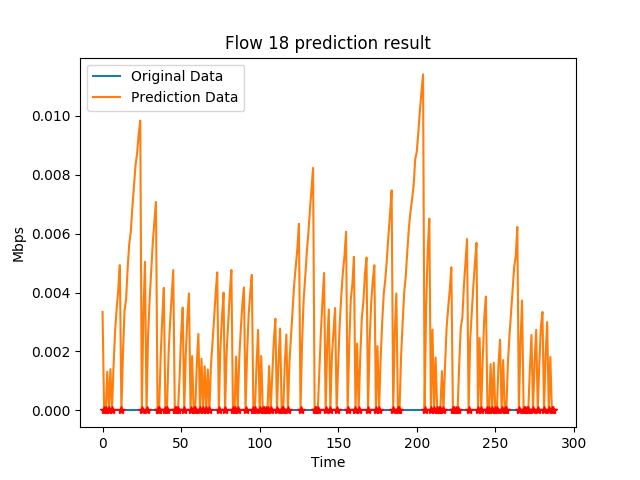 Flow 18 prediction result
Original Data
Prediction Data
0.010
0.008
0.006
0.004
0.002
0.000
Mbps
0 50 100 150 200 250 300
Time